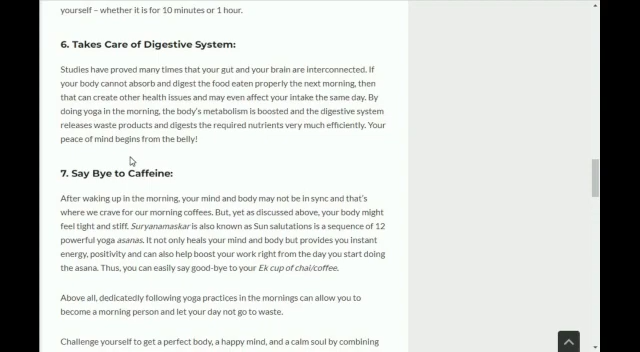 yourself – whether it is for 10 minutes or 1 hour.
6. Takes Care of Digestive System:
Studies have proved many times that your gut and your brain are interconnected. If
your body cannot absorb and digest the food eaten properly the next morning, then
that can create other health issues and may even affect your intake the same day. By
doing yoga in the morning, the body's metabolism is boosted and the digestive system
releases waste products and digests the required nutrients very much efficiently. Your
peace of mind begins from the belly!
7. Say Bye to Caffeine:
After waking up in the morning, your mind and body may not be in sync and that's
where we crave for our morning coffees. But, yet as discussed above, your body might
feel tight and stiff. Suryanamaskar is also known as Sun salutations is a sequence of 12
powerful yoga asanas. It not only heals your mind and body but provides you instant
energy, positivity and can also help boost your work right from the day you start doing
the asana. Thus, you can easily say good-bye to your Ek cup of chai/coffee.
Above all, dedicatedly following yoga practices in the mornings can allow you to
become a morning person and let your day not go to waste.
Challenge yourself to get a perfect body, a happy mind, and a calm soul by combining